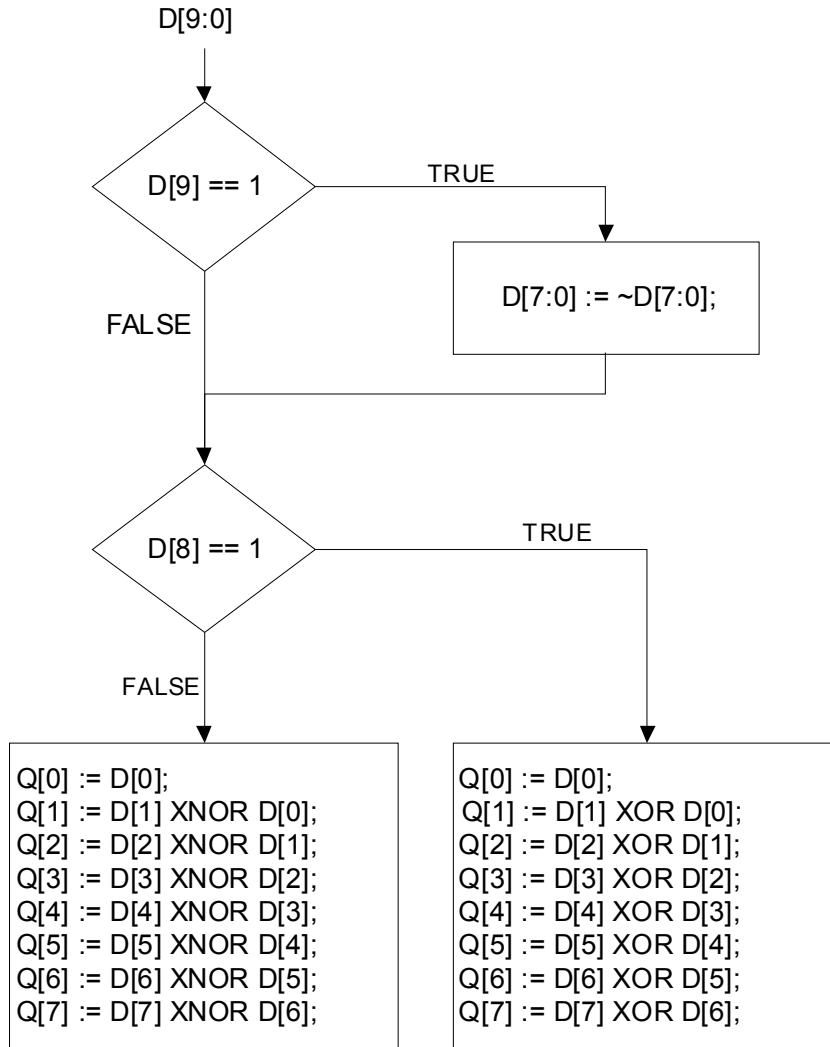 D[9:0]
D[9] == 1
TRUE
D[7:0] := ~D[7:0];
FALSE
D[8] == 1
TRUE
FALSE
Q[0] := D[0];
Q[1] := D[1] XNOR D[0];
Q[2] := D[2] XNOR D[1];
Q[3] := D[3] XNOR D[2];
Q[4] := D[4] XNOR D[3];
Q[5] := D[5] XNOR D[4];
Q[6] := D[6] XNOR D[5];
Q[7] := D[7] XNOR D[6];
Q[0] := D[0];
Q[1] := D[1] XOR D[0];
Q[2] := D[2] XOR D[1];
Q[3] := D[3] XOR D[2];
Q[4] := D[4] XOR D[3];
Q[5] := D[5] XOR D[4];
Q[6] := D[6] XOR D[5];
Q[7] := D[7] XOR D[6];